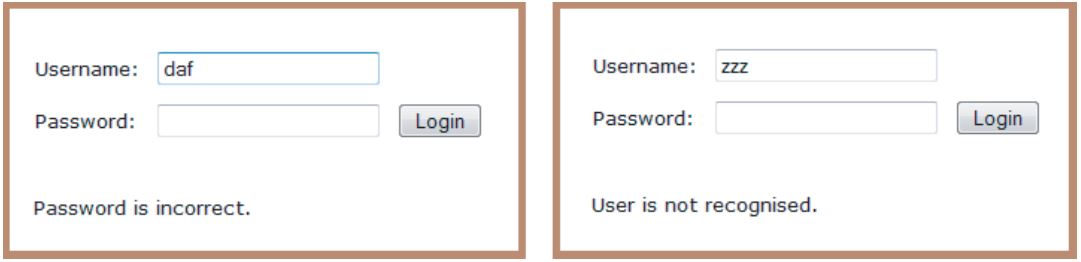 Username: daf
Password: Login
Password is incorrect.
Username: zzz
Password: Login
User is not recognised.